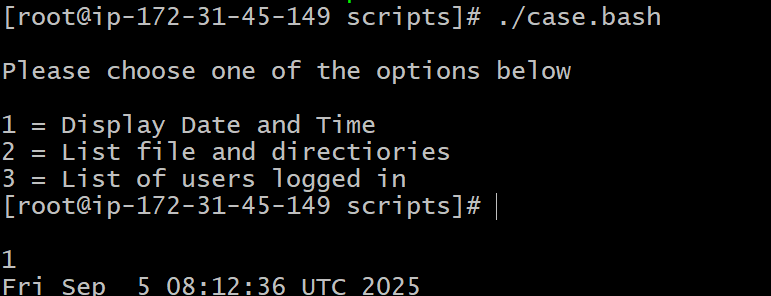 [root@ip-172-31-45-149 scripts]# ./case.bash
Please choose one of the options below
1 = Display Date and Time
2 = List file and directiories
3 = List of users logged in
[root@ip-172-31-45-149 scripts]#
1
Fri Sep  5 08:12:36 UTC 2025